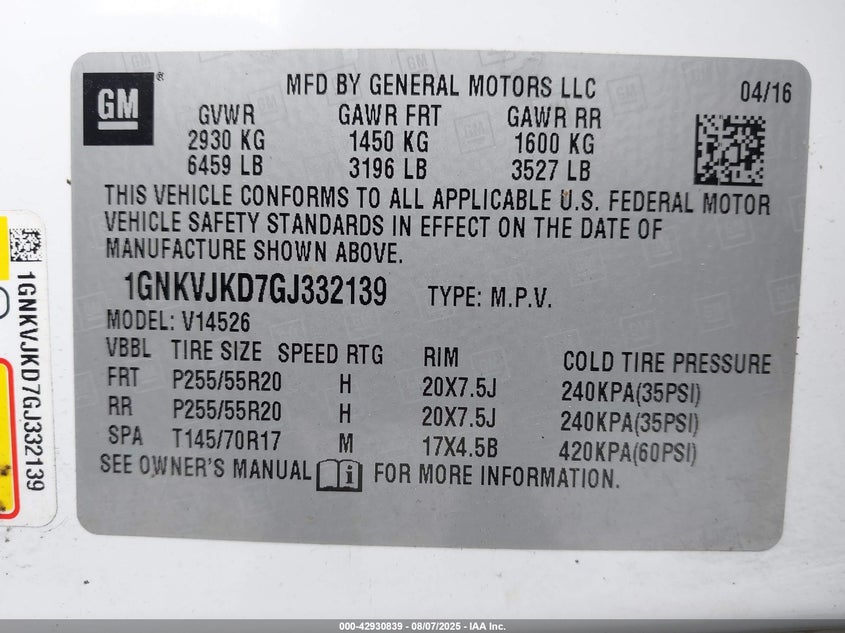 GM®
MFD BY GENERAL MOTORS LLC 04/16
GVWR GAWR FRT GAWR RR
2930 KG 1450 KG 1600 KG
6459 LB 3196 LB 3527 LB
THIS VEHICLE CONFORMS TO ALL APPLICABLE U.S. FEDERAL MOTOR
VEHICLE SAFETY STANDARDS IN EFFECT ON THE DATE OF
MANUFACTURE SHOWN ABOVE.
1GNKVJKD7GJ332139 TYPE: M.P.V.
MODEL: V14526
VBBL TIRE SIZE SPEED RTG RIM COLD TIRE PRESSURE
FRT P255/55R20 H 20X7.5J 240KPA(35PSI)
RR P255/55R20 H 20X7.5J 240KPA(35PSI)
SPA T145/70R17 M 17X4.5B 420KPA(60PSI)
SEE OWNER'S MANUAL FOR MORE INFORMATION.
1GNKVJKD7GJ332139
000-42930839 - 08/07/2025 - IAA Inc.